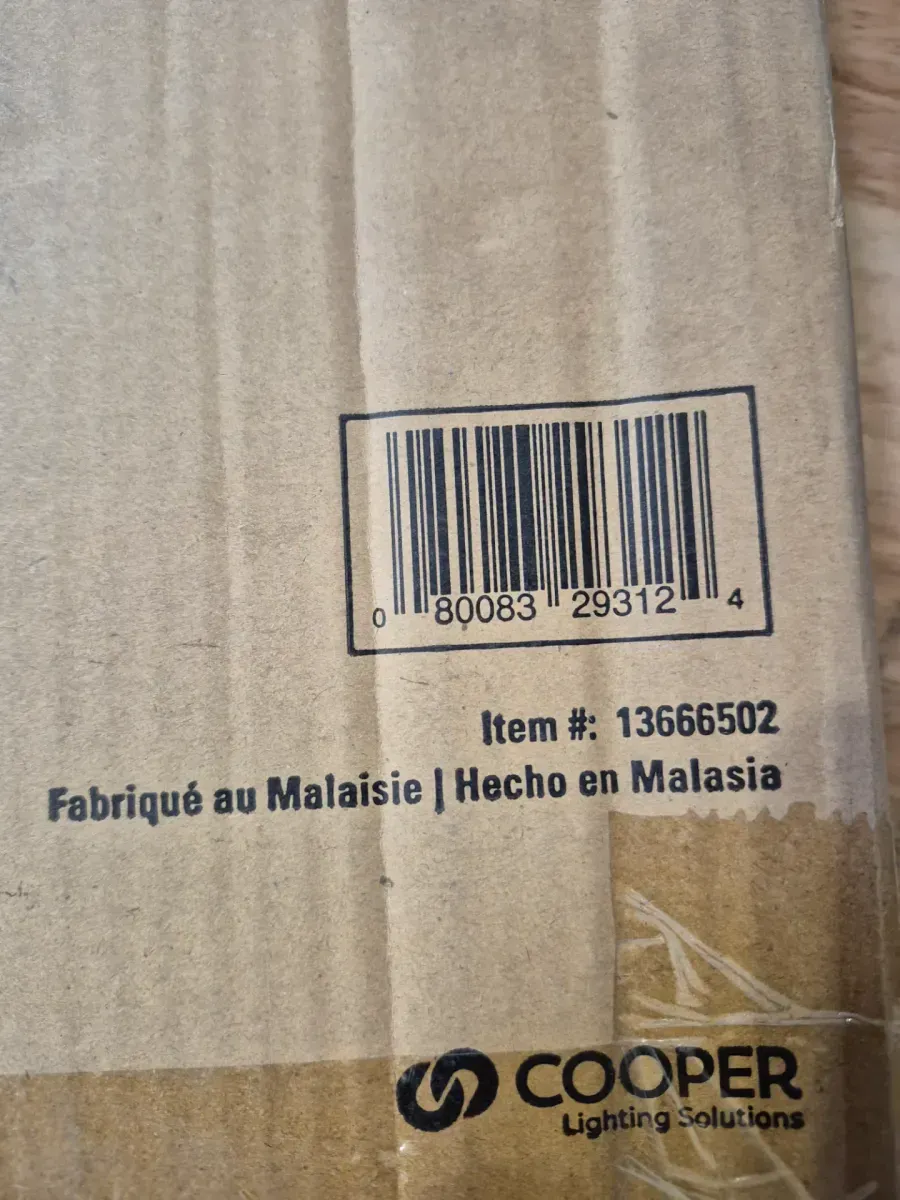 0 80083 29312 4
Item #: 13666502
Fabriqué au Malaisie | Hecho en Malasia
COOPER
Lighting Solutions